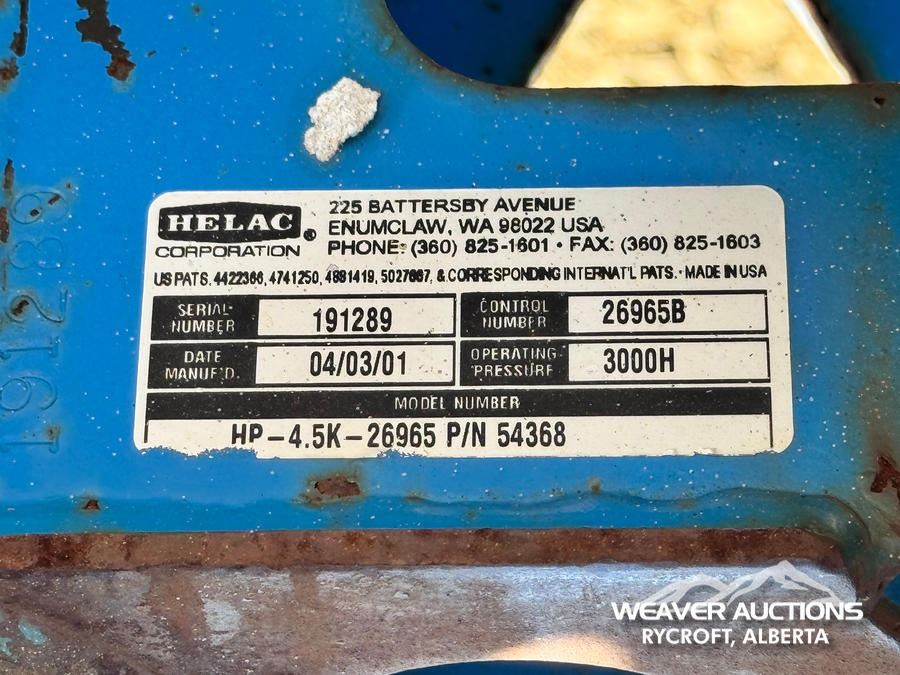 HELAC®
CORPORATION
225 BATTERSBY AVENUE
ENUMCLAW, WA 98022 USA
PHONE: (360) 825-1601 • FAX: (360) 825-1603
US PATS. 4422366, 4741250, 4881419, 5027667, & CORRESPONDING INTERNAT'L PATS. • MADE IN USA
SERIAL NUMBER 191289 CONTROL NUMBER 26965B
DATE MANUF'D. 04/03/01 OPERATING PRESSURE 3000H
MODEL NUMBER
HP-4.5K-26965 P/N 54368
191289
WEAVER AUCTIONS
RYCROFT, ALBERTA